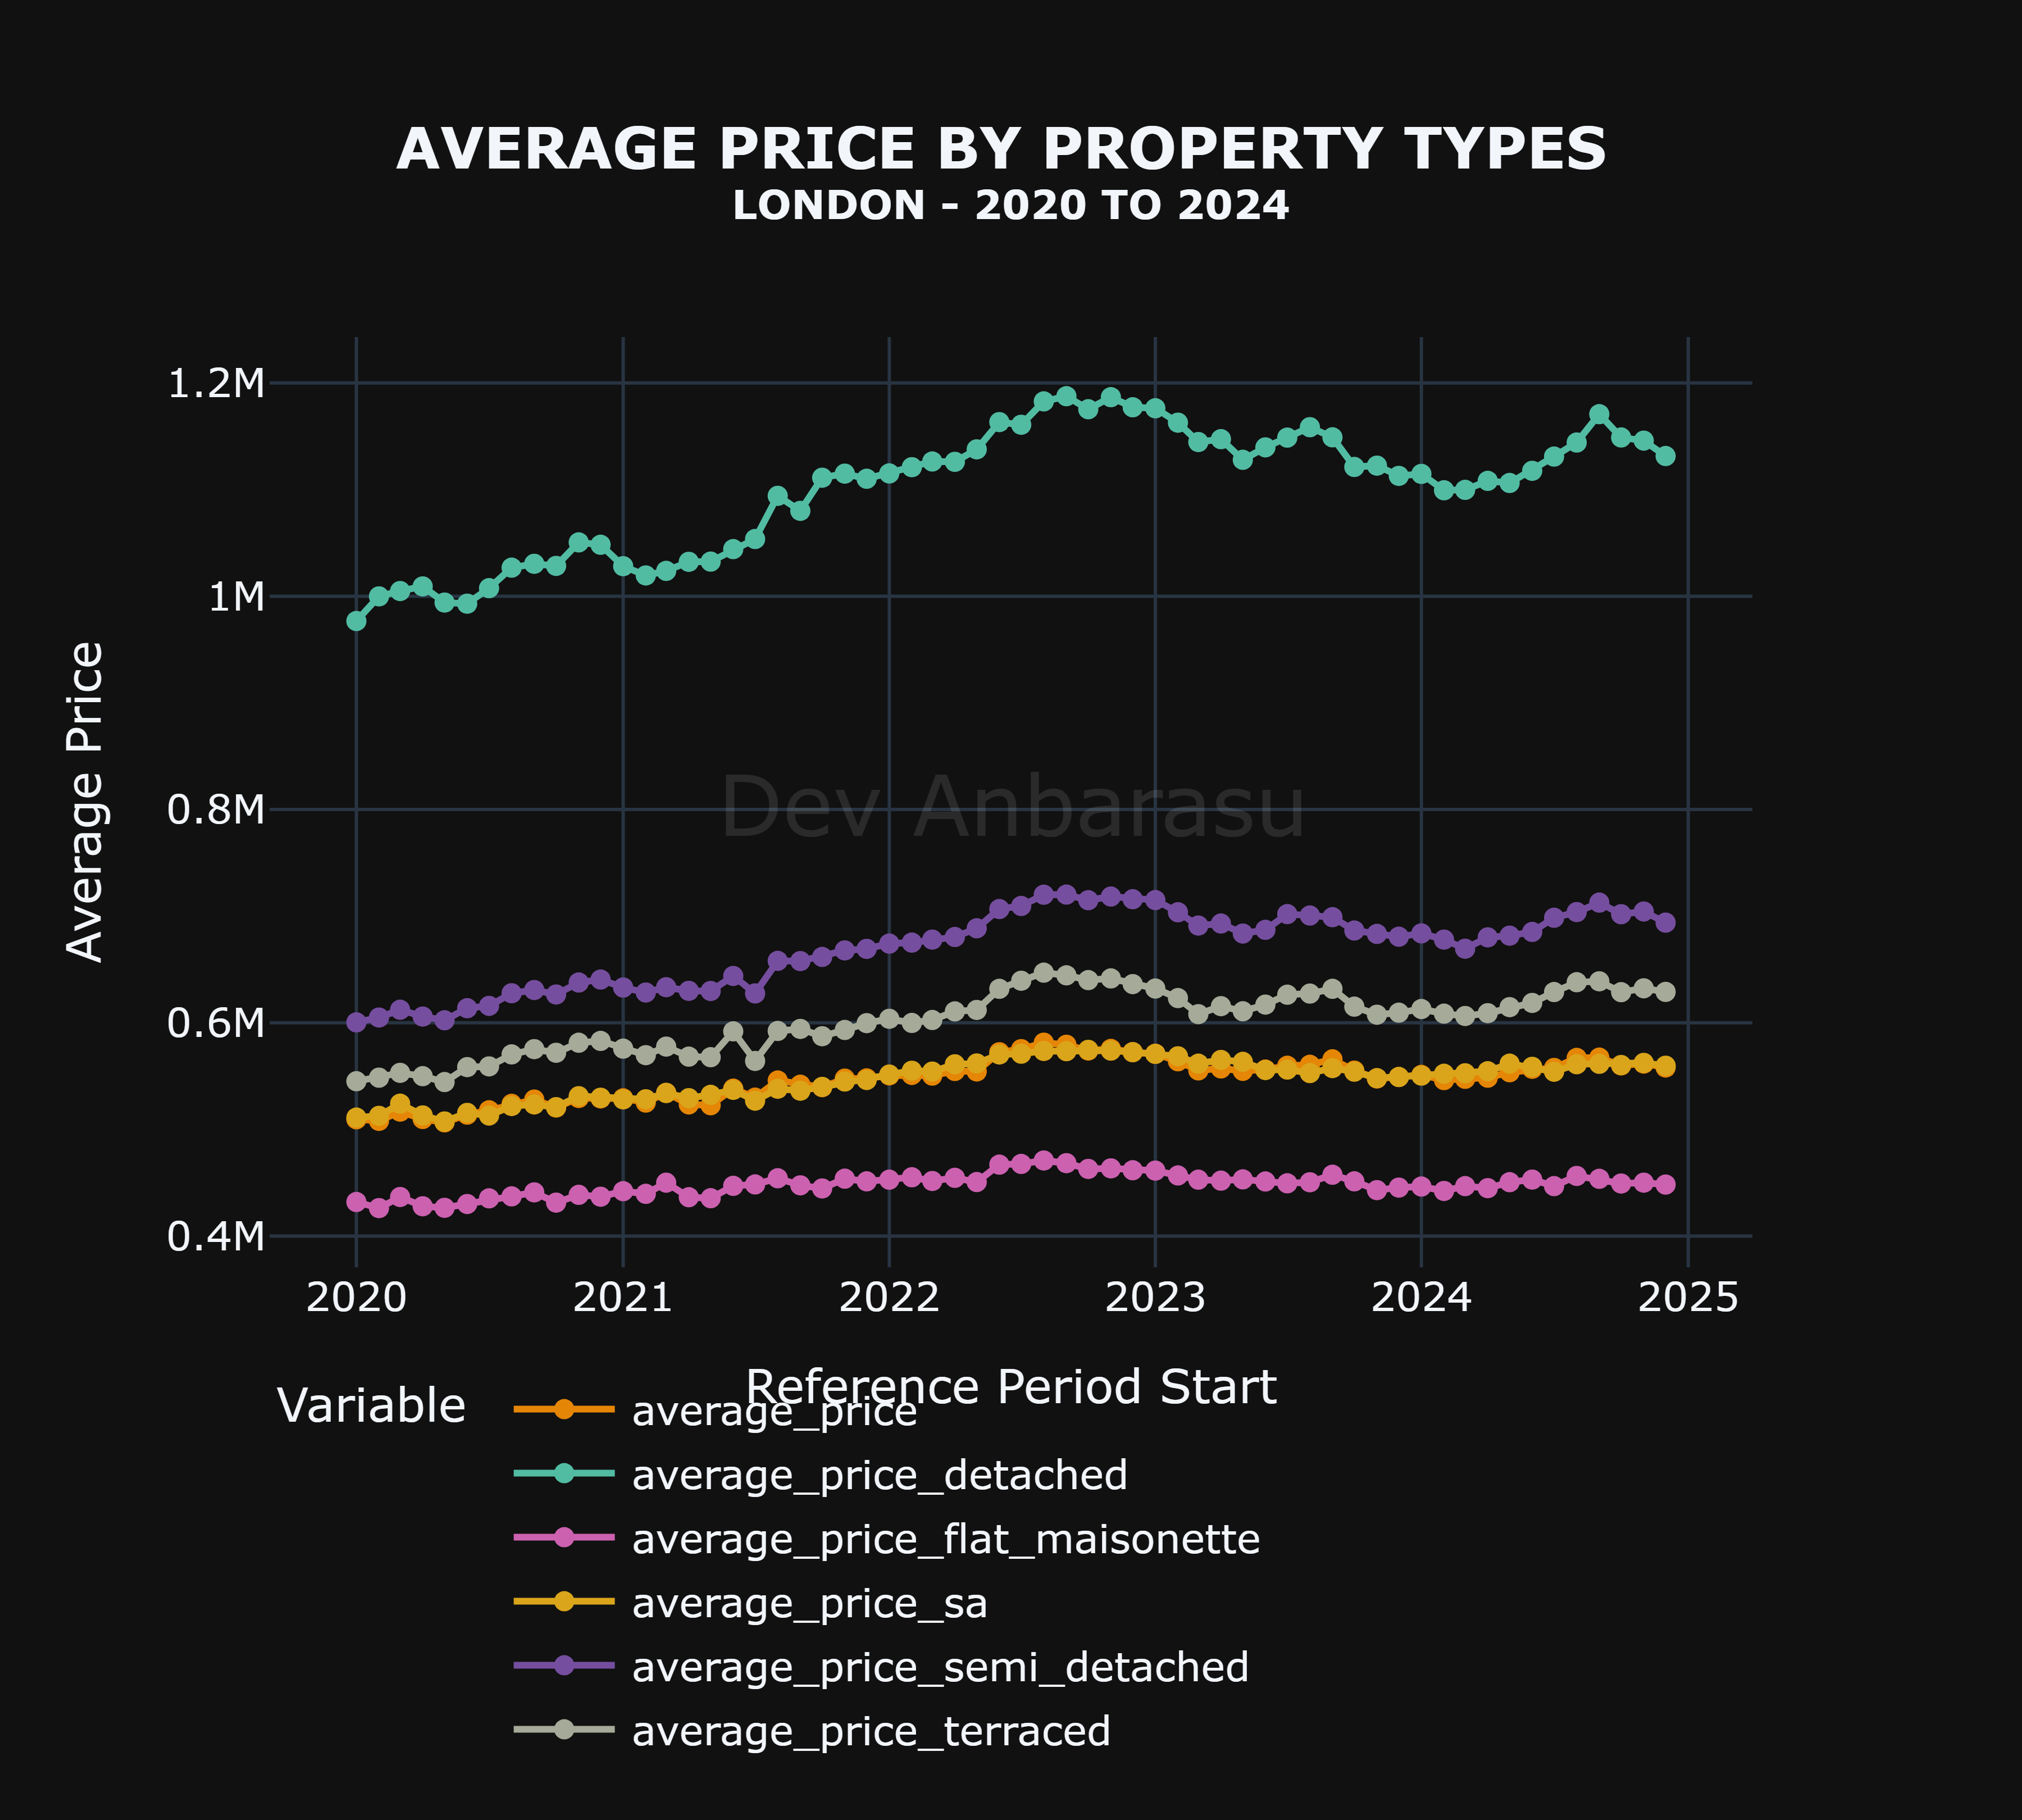 AVERAGE PRICE BY PROPERTY TYPES
LONDON - 2020 TO 2024
1.2M
1M
0.8M
0.6M
0.4M
Average Price
Dev Anbarasu
2020 2021 2022 2023 2024 2025
Reference Period Start
Variable
average_price
average_price_detached
average_price_flat_maisonette
average_price_sa
average_price_semi_detached
average_price_terraced